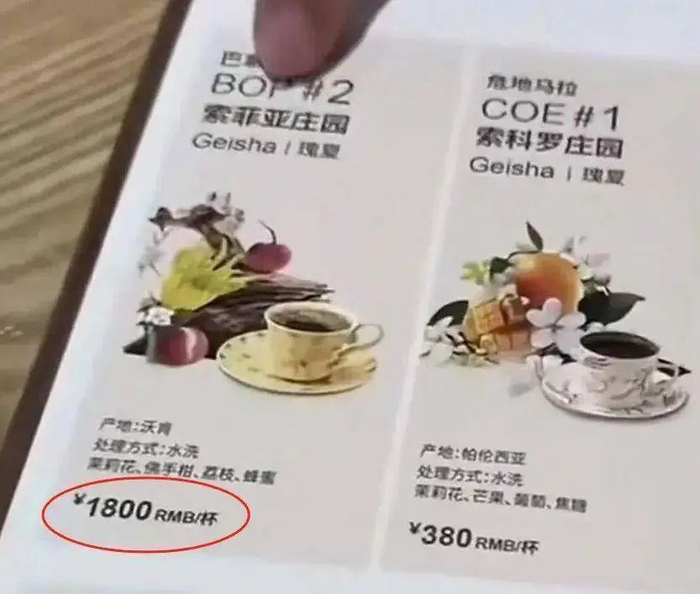 巴
BOP #2
索菲亚庄园
Geisha | 瑰夏
产地:沃肯
处理方式:水洗
茉莉花、佛手柑、荔枝、蜂蜜
¥1800 RMB/杯
危地马拉
COE #1
索科罗庄园
Geisha | 瑰夏
产地:帕伦西亚
处理方式:水洗
茉莉花、芒果、葡萄、焦糖
¥380 RMB/杯